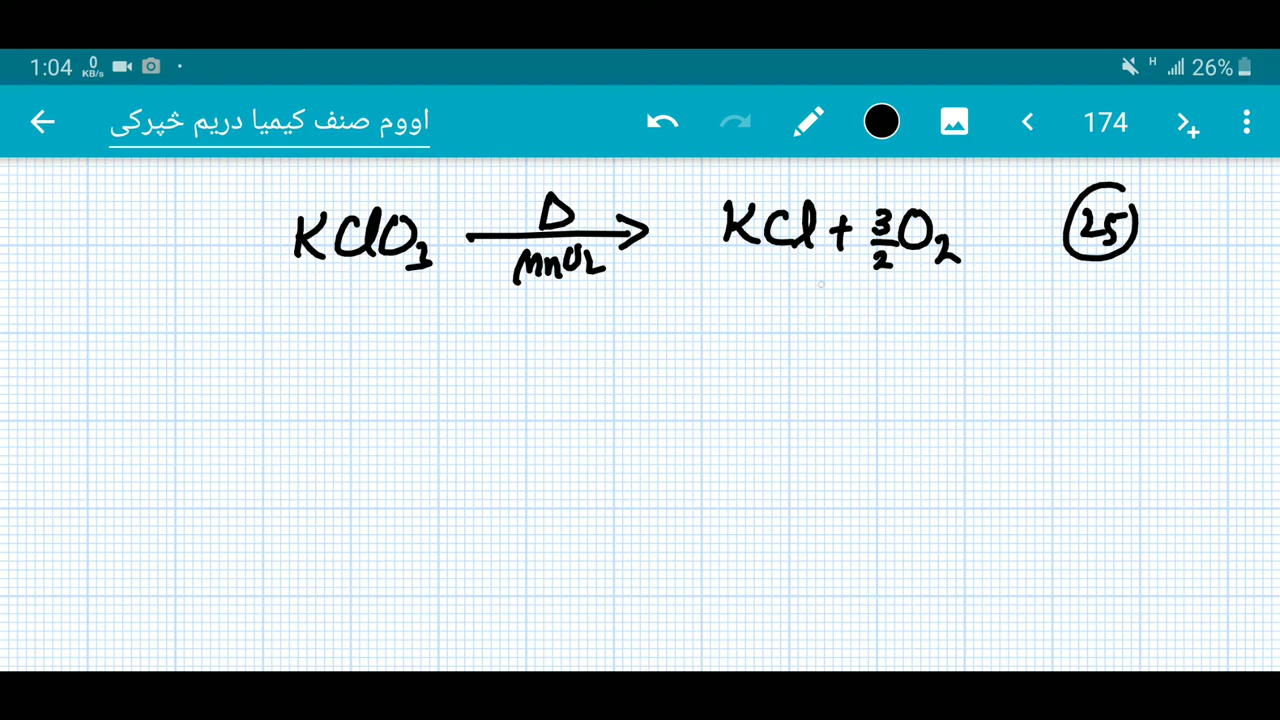 1:04 0 KB/s H 26%
اووم صنف کیمیا دریم څپرکی 174
KClO3 Δ MnO2 KCl + 3/2 O2 25